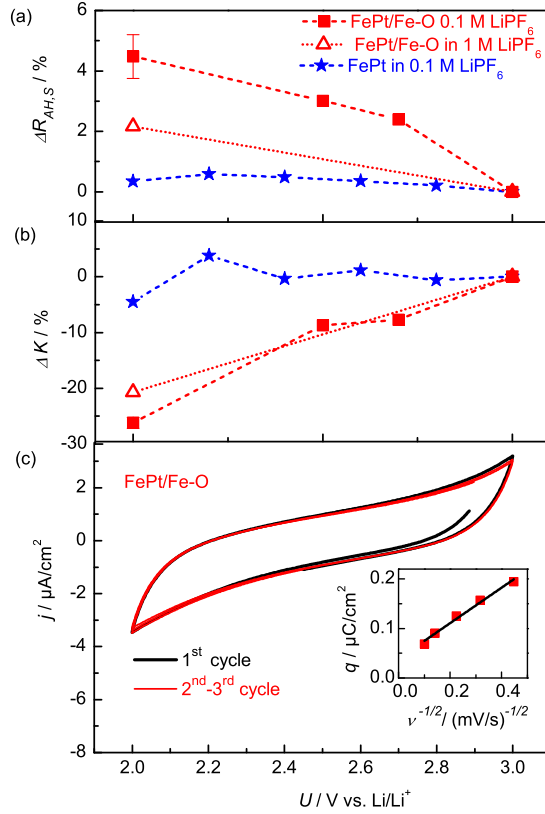 (a)
FePt/Fe-O 0.1 M LiPF6
FePt/Fe-O in 1 M LiPF6
FePt in 0.1 M LiPF6
ΔR_AH,S / %
6
4
2
0
(b)
10
0
-10
-20
-30
Δ K / %
(c)
FePt/Fe-O
2
0
-2
-4
-6
-8
j / µA/cm²
1st cycle
2nd-3rd cycle
0.2
0.1
0.0
q / µC/cm²
0.0 0.2 0.4
ν^-1/2 / (mV/s)^-1/2
2.0 2.2 2.4 2.6 2.8 3.0
U / V vs. Li/Li⁺